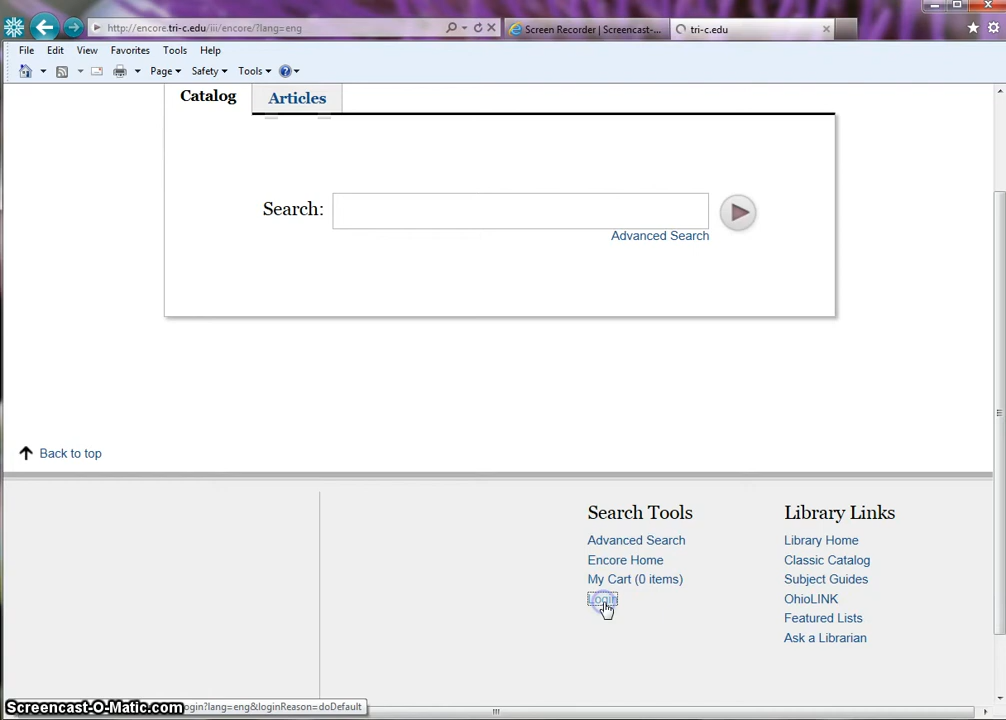 http://encore.tri-c.edu/iii/encore/?lang=eng
Screen Recorder | Screencast-...
tri-c.edu
File Edit View Favorites Tools Help
Page Safety Tools
Catalog Articles
Search:
Advanced Search
Back to top
Search Tools
Advanced Search
Encore Home
My Cart (0 items)
Login
Library Links
Library Home
Classic Catalog
Subject Guides
OhioLINK
Featured Lists
Ask a Librarian
Screencast-O-Matic.com
ogin?lang=eng&loginReason=doDefault